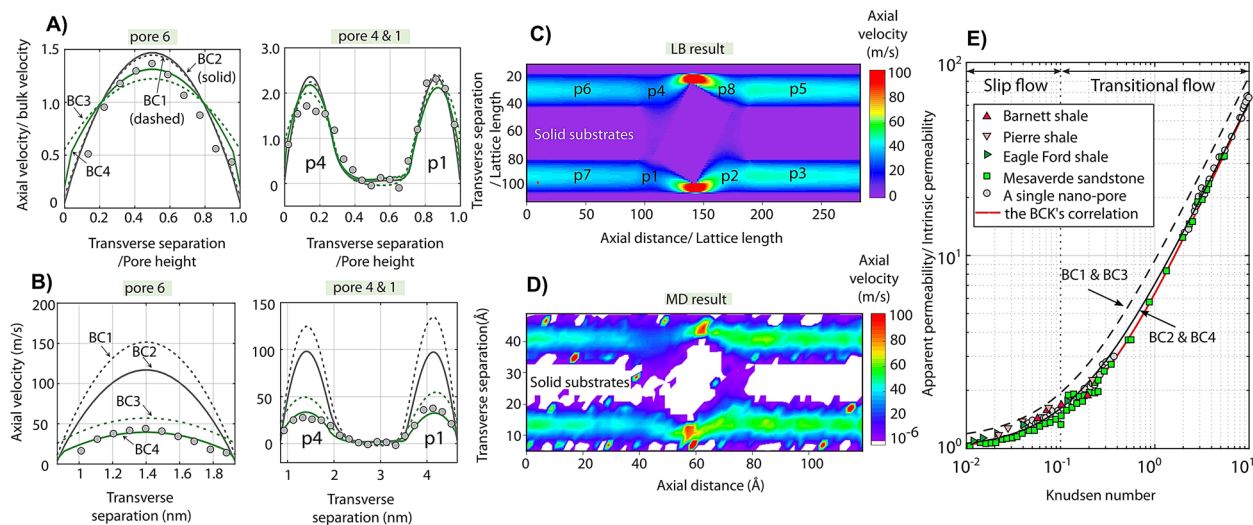 A)
pore 6
Axial velocity/ bulk velocity
1.5
1.0
0.5
0
BC2
(solid)
BC1
(dashed)
BC3
BC4
0 0.2 0.4 0.6 0.8 1.0
Transverse separation
/Pore height
pore 4 & 1
3.0
2.0
1.0
0
p4
p1
0 0.2 0.4 0.6 0.8 1.0
Transverse separation
/Pore height
B)
pore 6
Axial velocity (m/s)
200
150
100
50
0
BC1
BC2
BC3
BC4
1 1.2 1.4 1.6 1.8
Transverse
separation (nm)
pore 4 & 1
150
100
50
0
p4
p1
1 2 3 4
Transverse
separation (nm)
C)
LB result
Axial
velocity
(m/s)
Transverse separation
/ Lattice length
20
40
60
80
100
p6
p4
p8
p5
Solid substrates
p7
p1
p2
p3
0 50 100 150 200 250
Axial distance/ Lattice length
100
80
60
40
20
0
D)
MD result
Axial
velocity
(m/s)
Transverse separation(Å)
40
30
20
10
0
Solid substrates
0 20 40 60 80 100
Axial distance (Å)
100
80
60
40
20
10-6
E)
Apparent permeability/ Intrinsic permeability
10²
10¹
10⁰
Slip flow
Transitional flow
Barnett shale
Pierre shale
Eagle Ford shale
Mesaverde sandstone
A single nano-pore
the BCK's correlation
BC1 & BC3
BC2 & BC4
10-2 10-1 10⁰ 10¹
Knudsen number